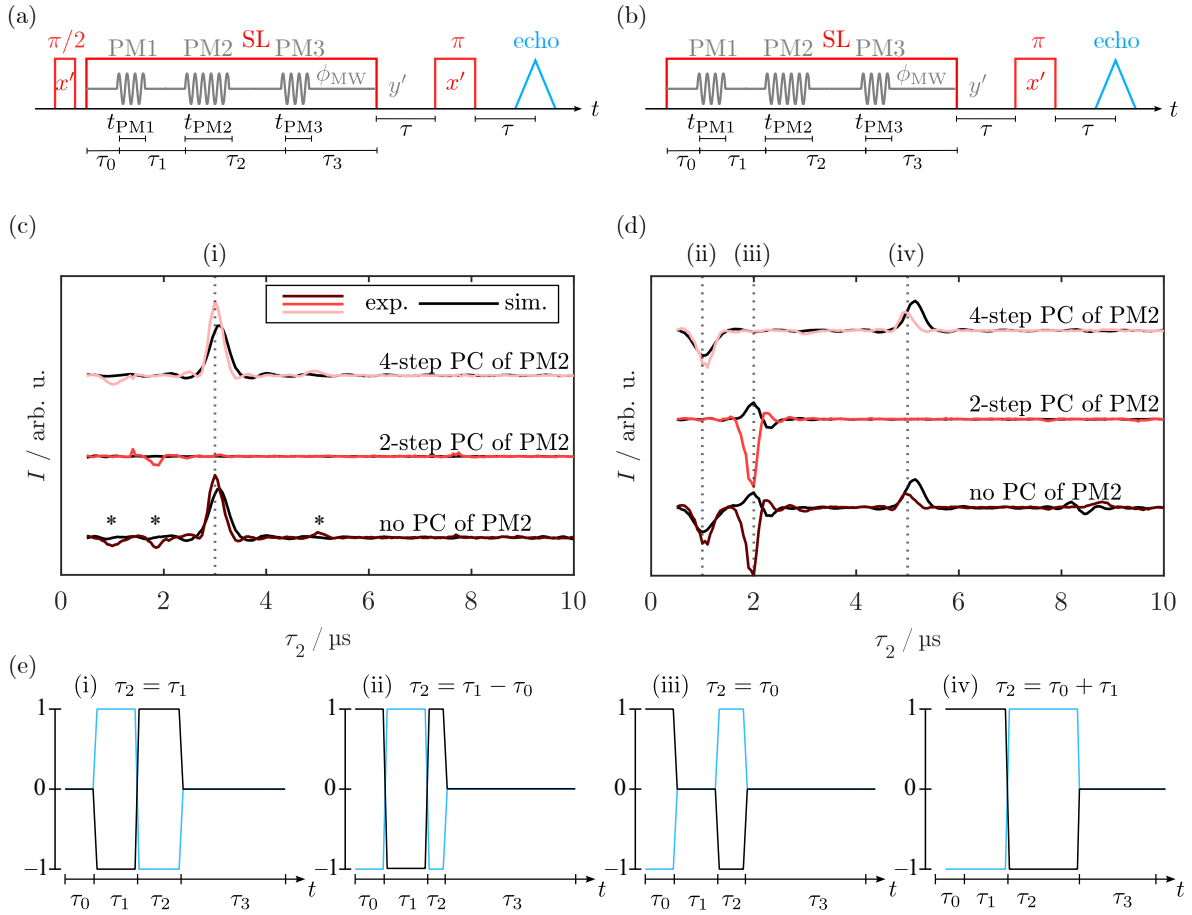 (a)
π/2 PM1 PM2 SL PM3 π echo
x′ ϕMW y′ x′ t
tPM1 tPM2 tPM3 τ τ
τ0 τ1 τ2 τ3
(b)
PM1 PM2 SL PM3 π echo
ϕMW y′ x′ t
tPM1 tPM2 tPM3 τ τ
τ0 τ1 τ2 τ3
(c)
(i)
exp. sim.
4-step PC of PM2
2-step PC of PM2
* * *
no PC of PM2
I / arb. u.
0 2 4 6 8 10
τ2 / µs
(d)
(ii) (iii) (iv)
4-step PC of PM2
2-step PC of PM2
no PC of PM2
I / arb. u.
0 2 4 6 8 10
τ2 / µs
(e)
(i) τ2 = τ1
1
0
−1
τ0 τ1 τ2 τ3 t
(ii) τ2 = τ1 − τ0
1
0
−1
τ0 τ1 τ2 τ3 t
(iii) τ2 = τ0
1
0
−1
τ0 τ1 τ2 τ3 t
(iv) τ2 = τ0 + τ1
1
0
−1
τ0 τ1 τ2 τ3 t